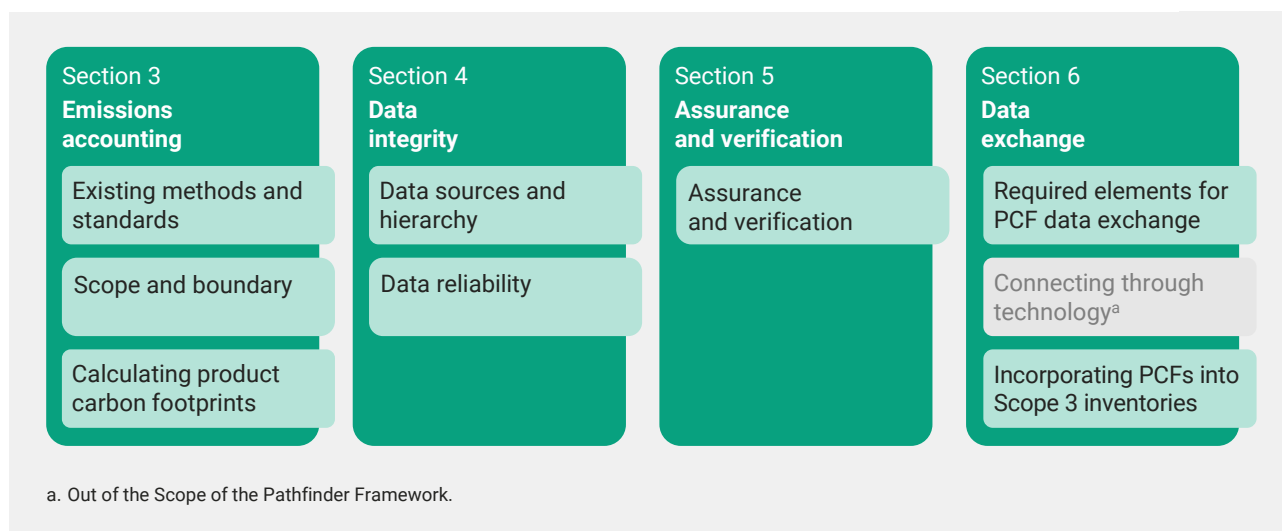 Section 3
Emissions
accounting
Existing methods and
standards
Scope and boundary
Calculating product
carbon footprints
Section 4
Data
integrity
Data sources and
hierarchy
Data reliability
Section 5
Assurance
and verification
Assurance
and verification
Section 6
Data
exchange
Required elements for
PCF data exchange
Connecting through
technologyᵃ
Incorporating PCFs into
Scope 3 inventories
a. Out of the Scope of the Pathfinder Framework.